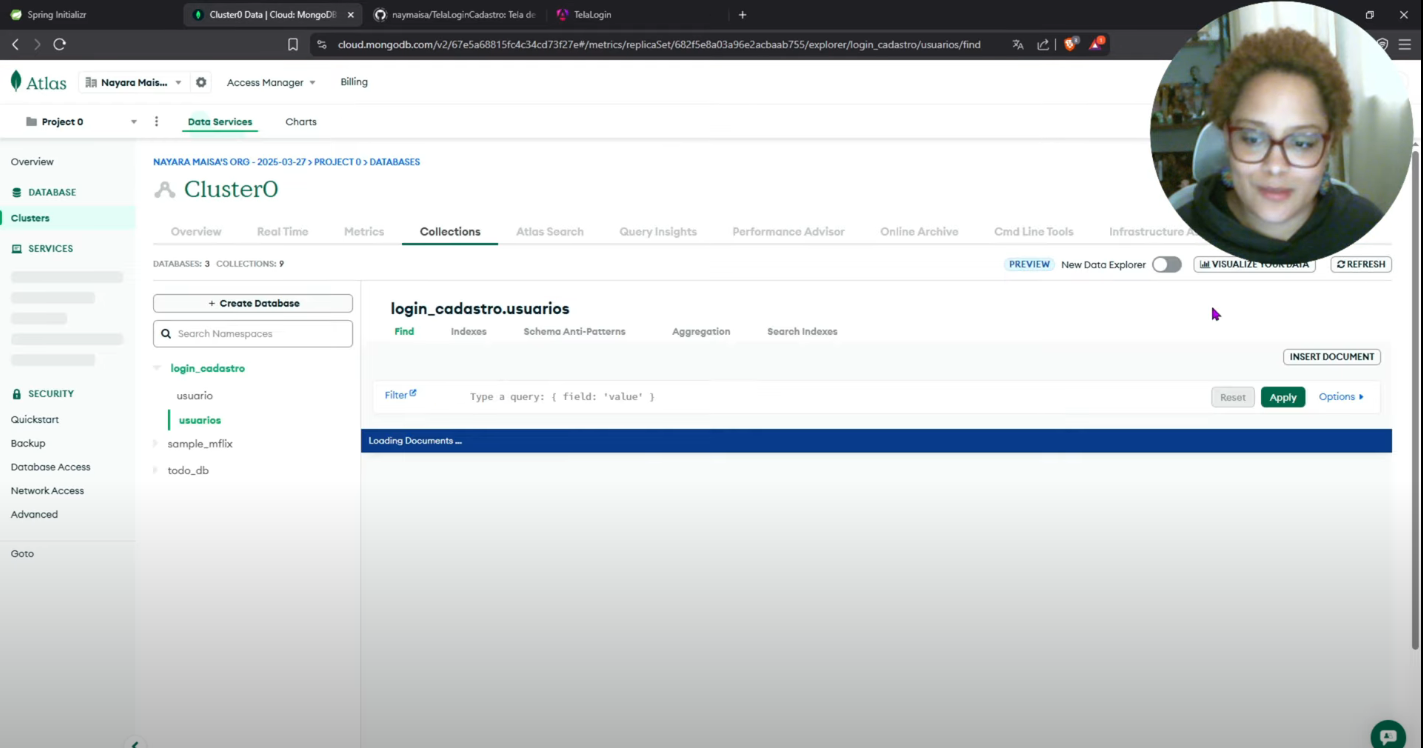 Spring Initializr
Cluster0 Data | Cloud: MongoDB
naymaisa/TelaLoginCadastro: Tela de
TelaLogin
cloud.mongodb.com/v2/67e5a68815fc4c34cd73f27e#/metrics/replicaSet/682f5e8a03a96e2acbaab755/explorer/login_cadastro/usuarios/find
Atlas
Nayara Mais...
Access Manager
Billing
Project 0
Data Services
Charts
Overview
DATABASE
Clusters
SERVICES
SECURITY
Quickstart
Backup
Database Access
Network Access
Advanced
Goto
NAYARA MAISA'S ORG - 2025-03-27 > PROJECT 0 > DATABASES
Cluster0
Overview
Real Time
Metrics
Collections
Atlas Search
Query Insights
Performance Advisor
Online Archive
Cmd Line Tools
Infrastructure
DATABASES: 3 COLLECTIONS: 9
PREVIEW New Data Explorer
VISUALIZE YOUR DATA
REFRESH
+ Create Database
Search Namespaces
login_cadastro
usuario
usuarios
sample_mflix
todo_db
login_cadastro.usuarios
Find
Indexes
Schema Anti-Patterns
Aggregation
Search Indexes
INSERT DOCUMENT
Filter
Type a query: { field: 'value' }
Reset
Apply
Options
Loading Documents ...